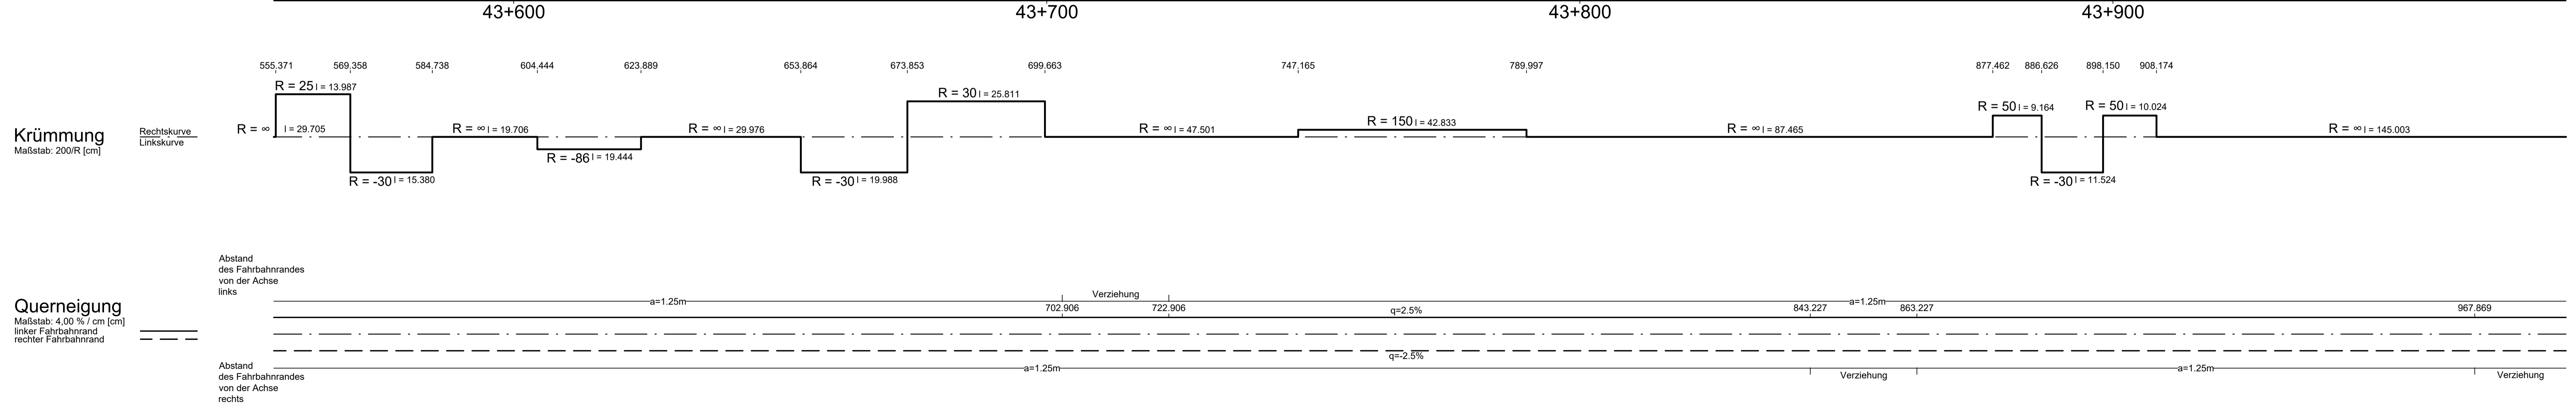 43+600 43+700 43+800 43+900
555.371 569.358 584.738 604.444 623.889 653.864 673.853 699.663 747.165 789.997 877.462 886.626 898.150 908.174
R = 25 l = 13.987
R = 30 l = 25.811
R = 50 l = 9.164
R = 50 l = 10.024
R = 150 l = 42.833
Krümmung
Maßstab: 200/R [cm]
Rechtskurve
Linkskurve
R = ∞ l = 29.705
R = ∞ l = 19.706
R = ∞ l = 29.976
R = ∞ l = 47.501
R = ∞ l = 87.465
R = ∞ l = 145.003
R = -86 l = 19.444
R = -30 l = 15.380
R = -30 l = 19.988
R = -30 l = 11.524
Abstand
des Fahrbahnrandes
von der Achse
links
Verziehung
a=1.25m a=1.25m
702.906 722.906 843.227 863.227 967.869
q=2.5%
Querneigung
Maßstab: 4,00 % / cm [cm]
linker Fahrbahnrand
rechter Fahrbahnrand
q=-2.5%
Abstand
des Fahrbahnrandes
von der Achse
rechts
a=1.25m a=1.25m
Verziehung Verziehung